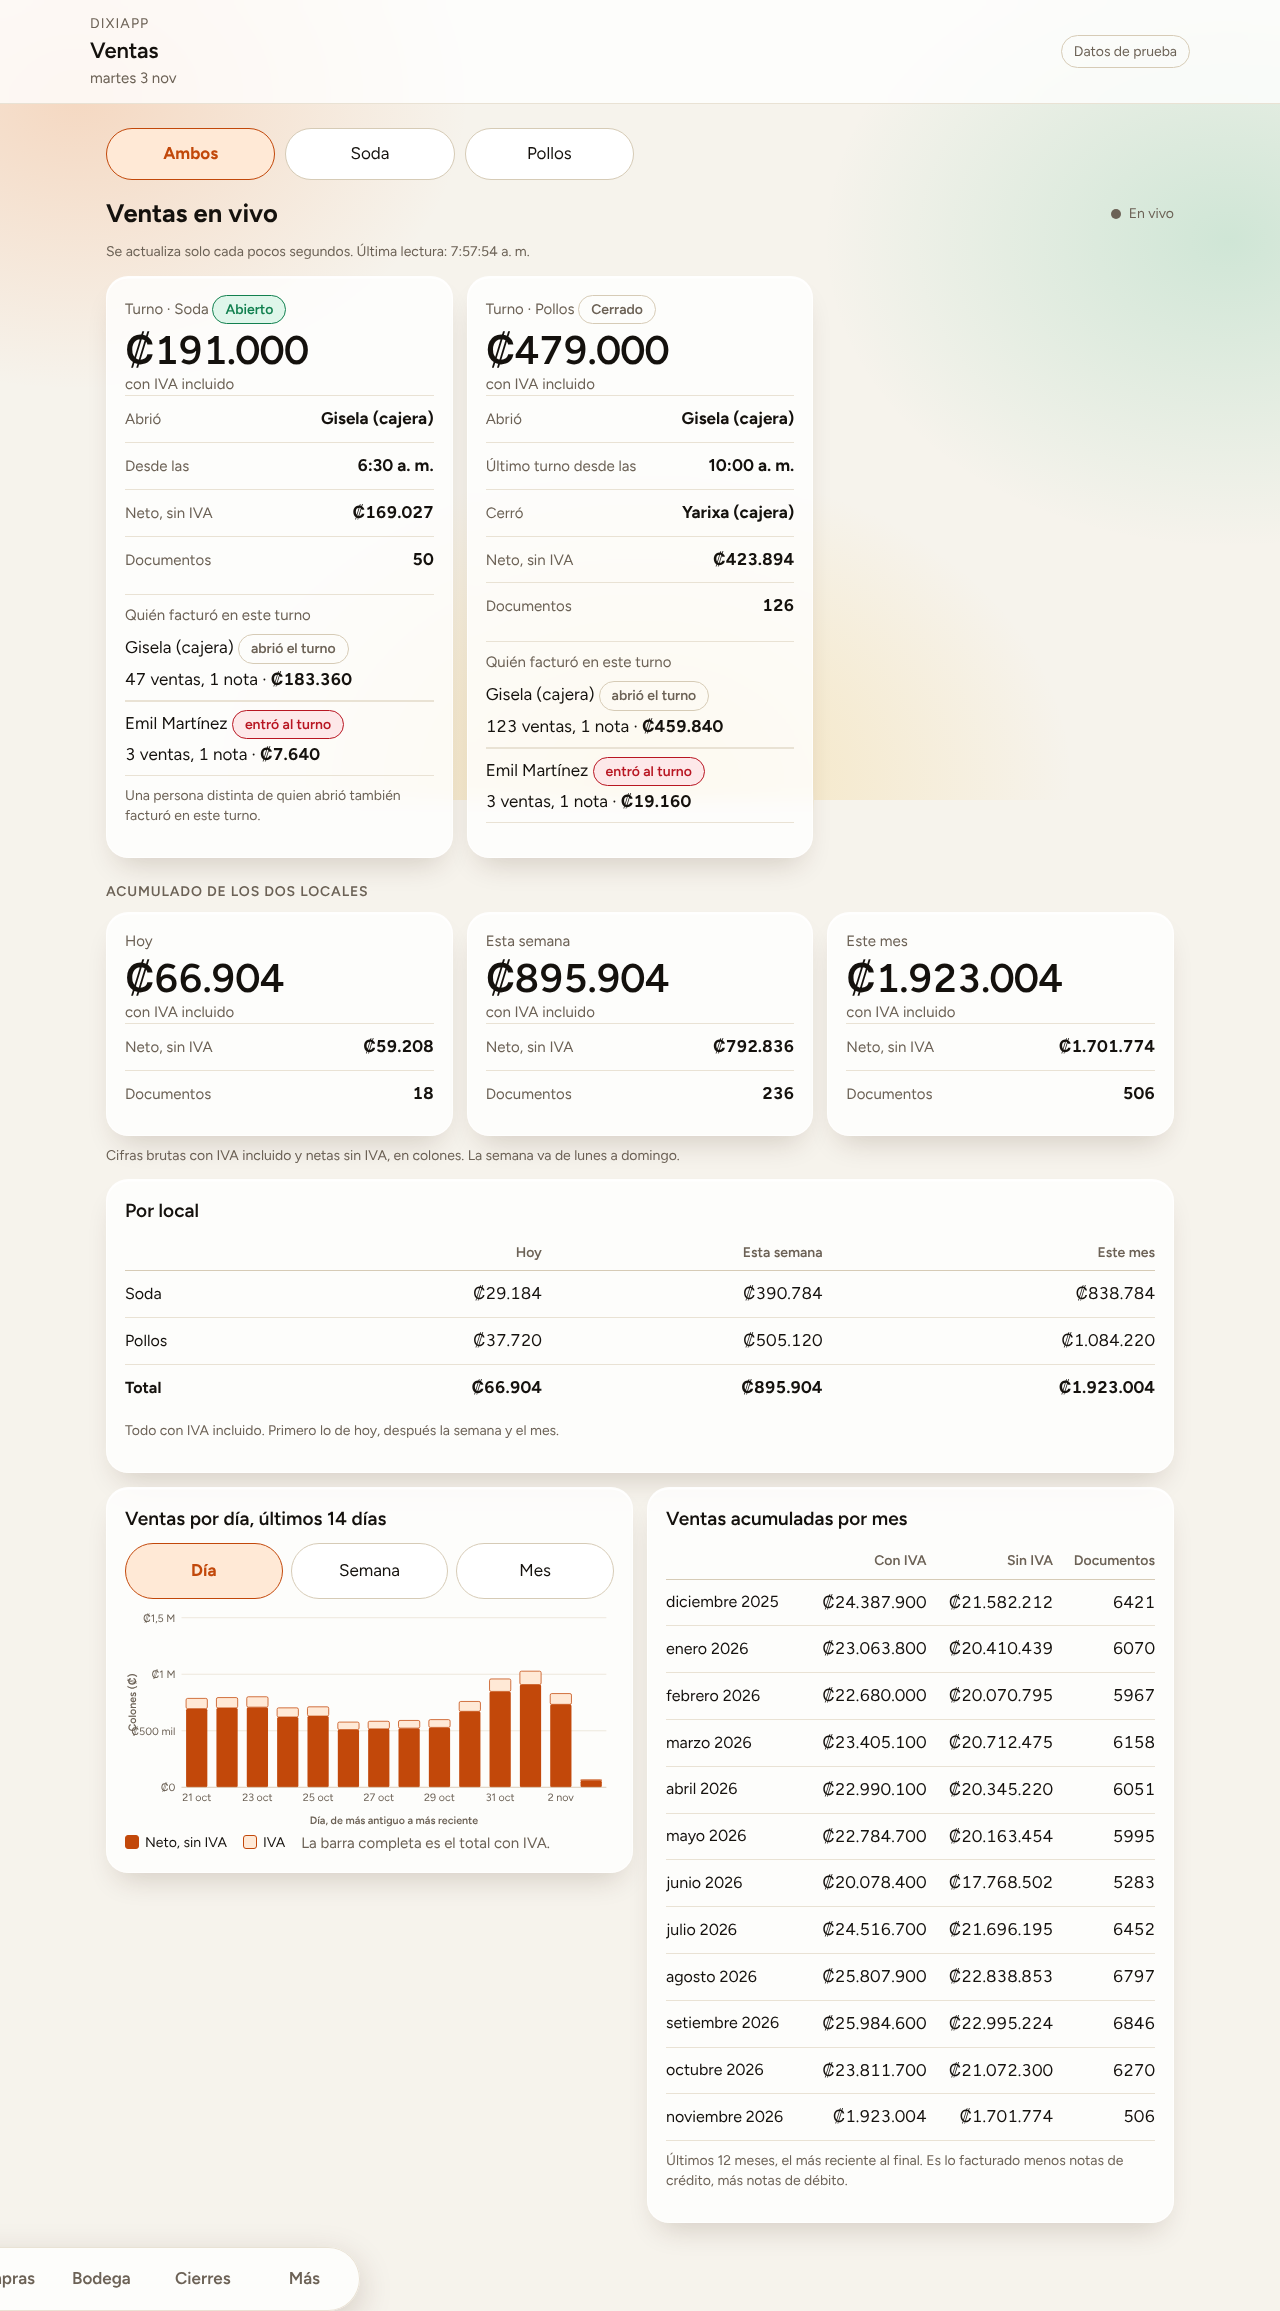 DIXIAPP
Ventas
martes 3 nov
Datos de prueba
Ambos
Soda
Pollos
Ventas en vivo
En vivo
Se actualiza solo cada pocos segundos. Última lectura: 7:57:54 a. m.
Turno · Soda Abierto
₡191.000
con IVA incluido
Abrió Gisela (cajera)
Desde las 6:30 a. m.
Neto, sin IVA ₡169.027
Documentos 50
Quién facturó en este turno
Gisela (cajera) abrió el turno
47 ventas, 1 nota · ₡183.360
Emil Martínez entró al turno
3 ventas, 1 nota · ₡7.640
Una persona distinta de quien abrió también
facturó en este turno.
Turno · Pollos Cerrado
₡479.000
con IVA incluido
Abrió Gisela (cajera)
Último turno desde las 10:00 a. m.
Cerró Yarixa (cajera)
Neto, sin IVA ₡423.894
Documentos 126
Quién facturó en este turno
Gisela (cajera) abrió el turno
123 ventas, 1 nota · ₡459.840
Emil Martínez entró al turno
3 ventas, 1 nota · ₡19.160
ACUMULADO DE LOS DOS LOCALES
Hoy
₡66.904
con IVA incluido
Neto, sin IVA ₡59.208
Documentos 18
Esta semana
₡895.904
con IVA incluido
Neto, sin IVA ₡792.836
Documentos 236
Este mes
₡1.923.004
con IVA incluido
Neto, sin IVA ₡1.701.774
Documentos 506
Cifras brutas con IVA incluido y netas sin IVA, en colones. La semana va de lunes a domingo.
Por local
Hoy Esta semana Este mes
Soda ₡29.184 ₡390.784 ₡838.784
Pollos ₡37.720 ₡505.120 ₡1.084.220
Total ₡66.904 ₡895.904 ₡1.923.004
Todo con IVA incluido. Primero lo de hoy, después la semana y el mes.
Ventas por día, últimos 14 días
Día
Semana
Mes
₡1,5 M
₡1 M
₡500 mil
₡0
Colones (₡)
21 oct 23 oct 25 oct 27 oct 29 oct 31 oct 2 nov
Día, de más antiguo a más reciente
Neto, sin IVA IVA La barra completa es el total con IVA.
Ventas acumuladas por mes
Con IVA Sin IVA Documentos
diciembre 2025 ₡24.387.900 ₡21.582.212 6421
enero 2026 ₡23.063.800 ₡20.410.439 6070
febrero 2026 ₡22.680.000 ₡20.070.795 5967
marzo 2026 ₡23.405.100 ₡20.712.475 6158
abril 2026 ₡22.990.100 ₡20.345.220 6051
mayo 2026 ₡22.784.700 ₡20.163.454 5995
junio 2026 ₡20.078.400 ₡17.768.502 5283
julio 2026 ₡24.516.700 ₡21.696.195 6452
agosto 2026 ₡25.807.900 ₡22.838.853 6797
setiembre 2026 ₡25.984.600 ₡22.995.224 6846
octubre 2026 ₡23.811.700 ₡21.072.300 6270
noviembre 2026 ₡1.923.004 ₡1.701.774 506
Últimos 12 meses, el más reciente al final. Es lo facturado menos notas de
crédito, más notas de débito.
pras Bodega Cierres Más